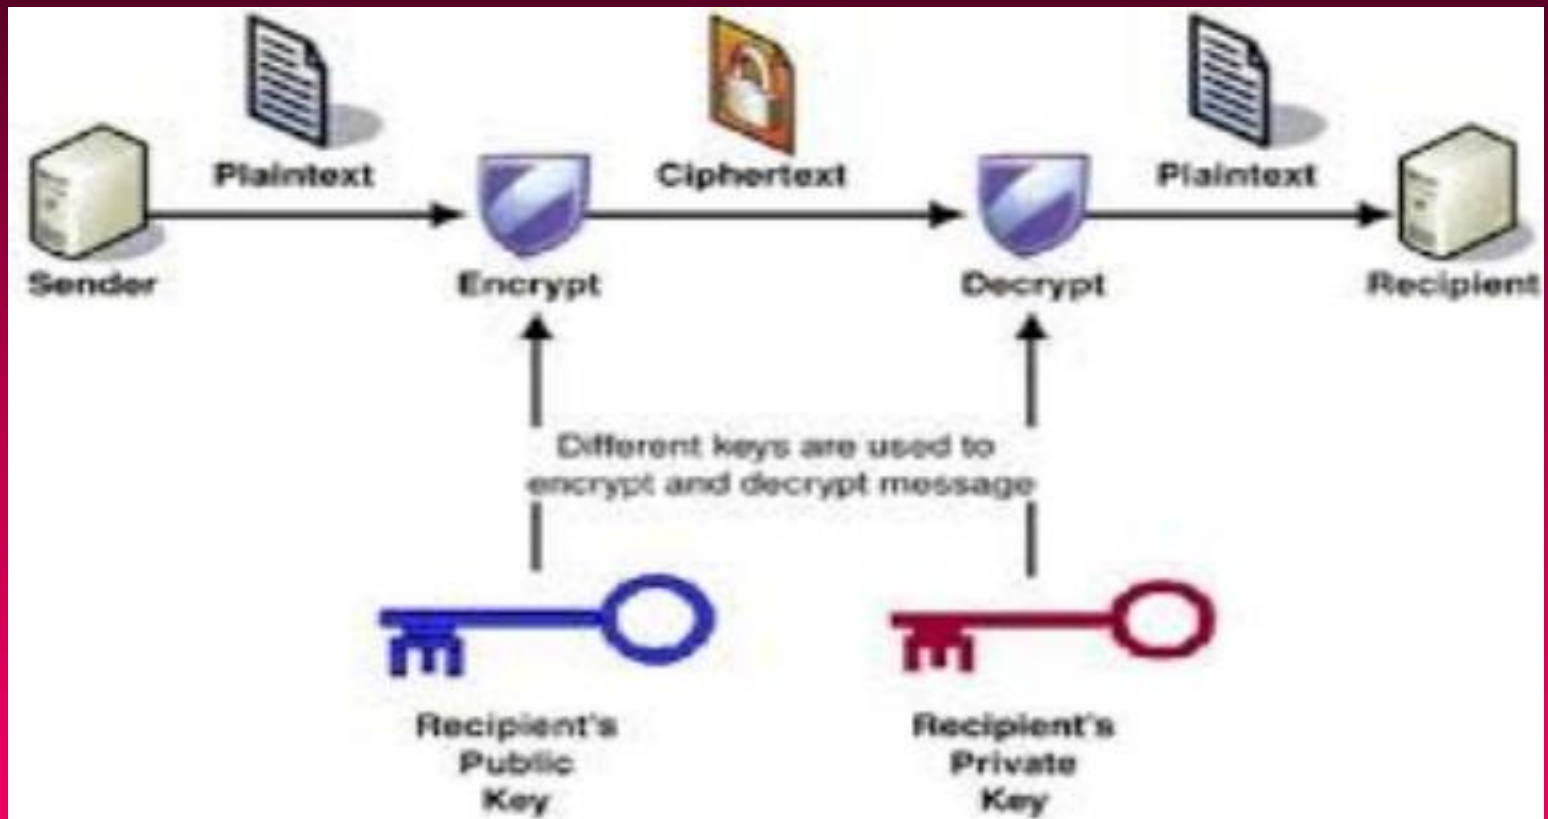 Plaintext
Ciphertext
Plaintext
Sender
Encrypt
Decrypt
Recipient
Different keys are used to
encrypt and decrypt message
Recipient's
Public
Key
Recipient's
Private
Key